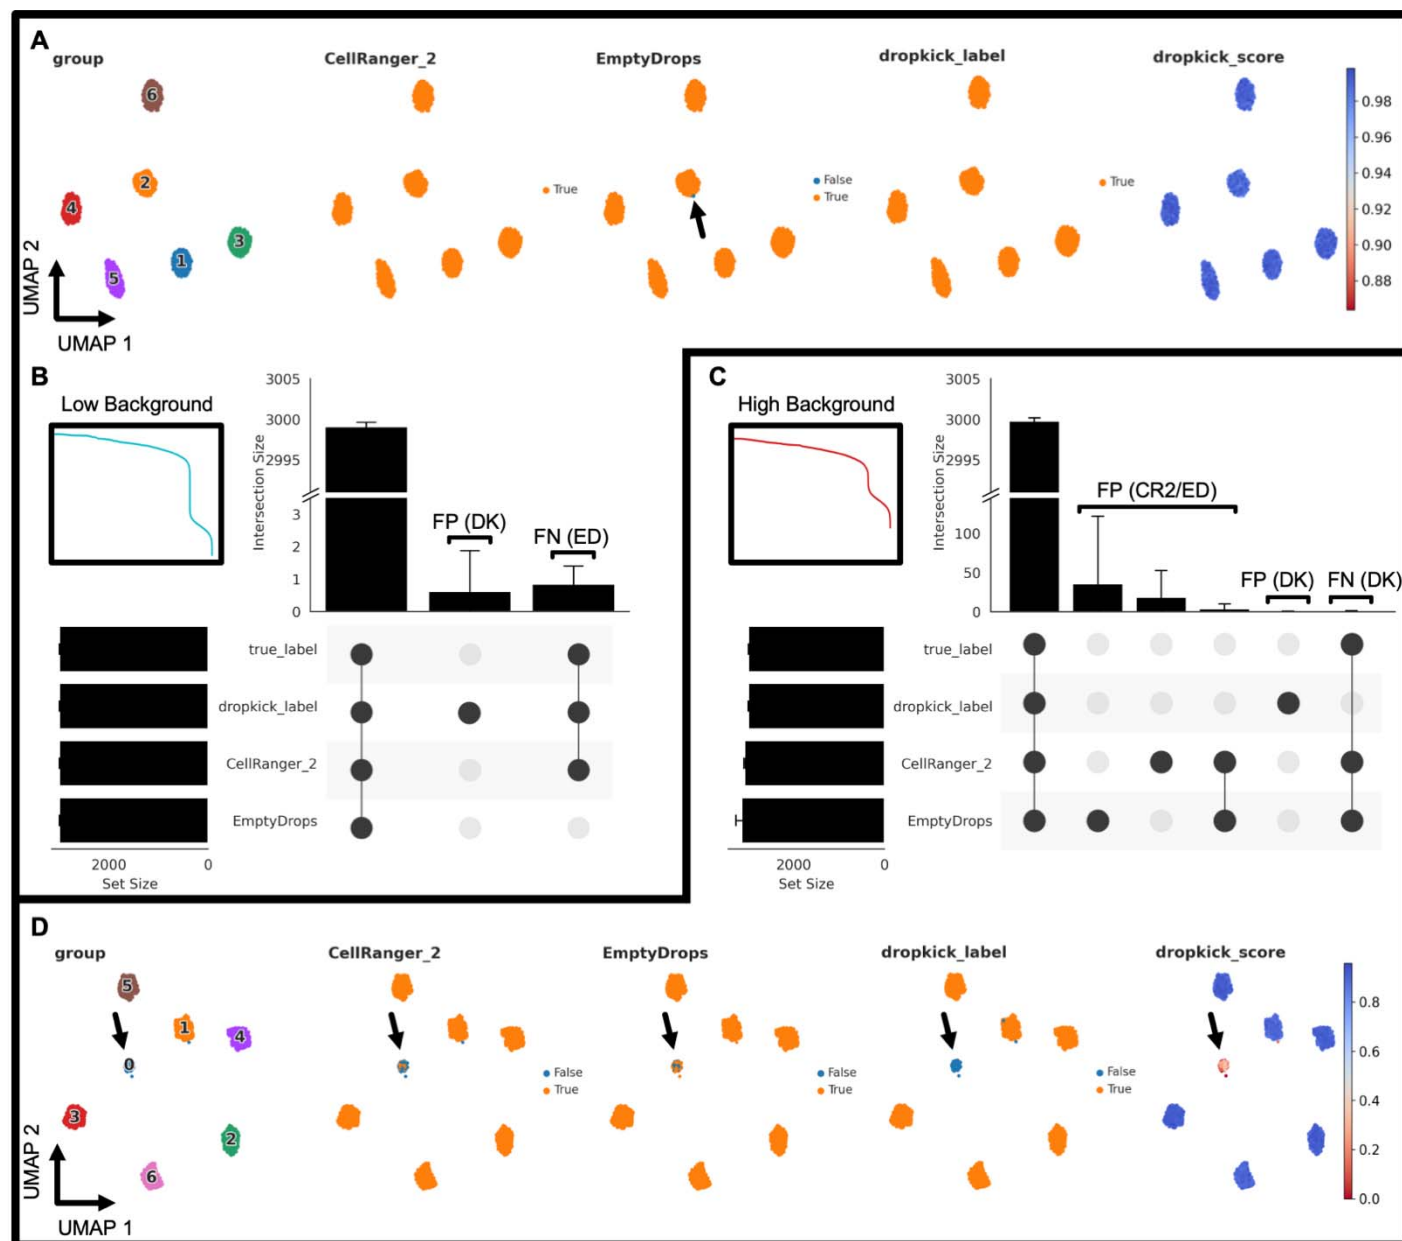 A
group
CellRanger_2
EmptyDrops
dropkick_label
dropkick_score
6
2
4
3
1
5
True
False
True
True
0.98
0.96
0.94
0.92
0.90
0.88
UMAP 2
UMAP 1
B
Low Background
3005
3000
2995
3
2
1
0
Intersection Size
FP (DK)
FN (ED)
true_label
dropkick_label
CellRanger_2
EmptyDrops
2000
0
Set Size
C
High Background
3005
3000
2995
100
50
0
Intersection Size
FP (CR2/ED)
FP (DK)
FN (DK)
true_label
dropkick_label
CellRanger_2
EmptyDrops
2000
0
Set Size
D
group
CellRanger_2
EmptyDrops
dropkick_label
dropkick_score
5
1
4
0
3
2
6
False
True
False
True
False
True
0.8
0.6
0.4
0.2
0.0
UMAP 2
UMAP 1